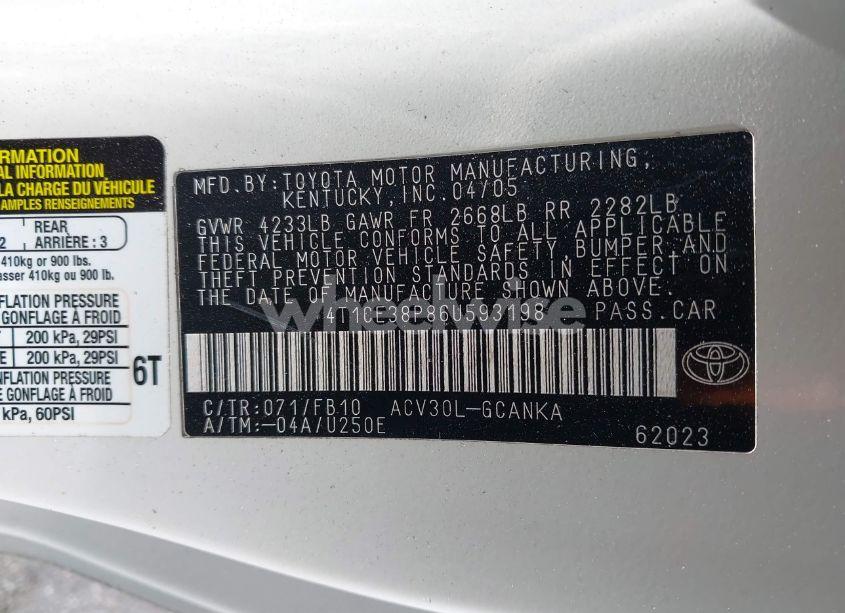 ORMATION
AL INFORMATION
LA CHARGE DU VÉHICULE
AMPLES RENSEIGNEMENTS
REAR
2 ARRIÈRE : 3
410kg or 900 lbs.
asser 410kg ou 900 lb.
FLATION PRESSURE
GONFLAGE À FROID
200 kPa, 29PSI
E 200 kPa, 29PSI
NFLATION PRESSURE
E GONFLAGE À FROID
kPa, 60PSI
6T
MFD. BY: TOYOTA MOTOR MANUFACTURING,
KENTUCKY, INC. 04/05
GVWR 4233LB GAWR FR 2668LB RR 2282LB
THIS VEHICLE CONFORMS TO ALL APPLICABLE
FEDERAL MOTOR VEHICLE SAFETY, BUMPER AND
THEFT PREVENTION STANDARDS IN EFFECT ON
THE DATE OF MANUFACTURE SHOWN ABOVE.
4T1CE38P86U593198 PASS.CAR
wheelwise
C/TR:071/FB10 ACV30L-GCANKA
A/TM:-04A/U250E
62023